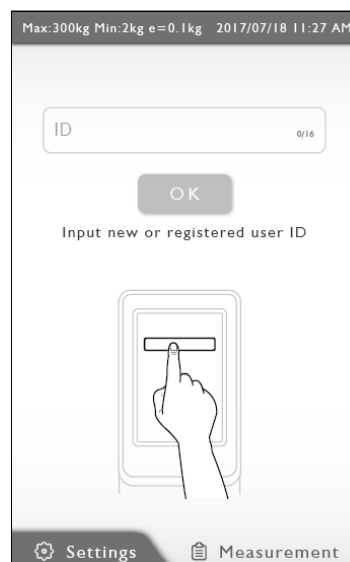 Max:300kg Min:2kg e=0.1kg 2017/07/18 11:27 AM
ID 0/16
OK
Input new or registered user ID
Settings Measurement